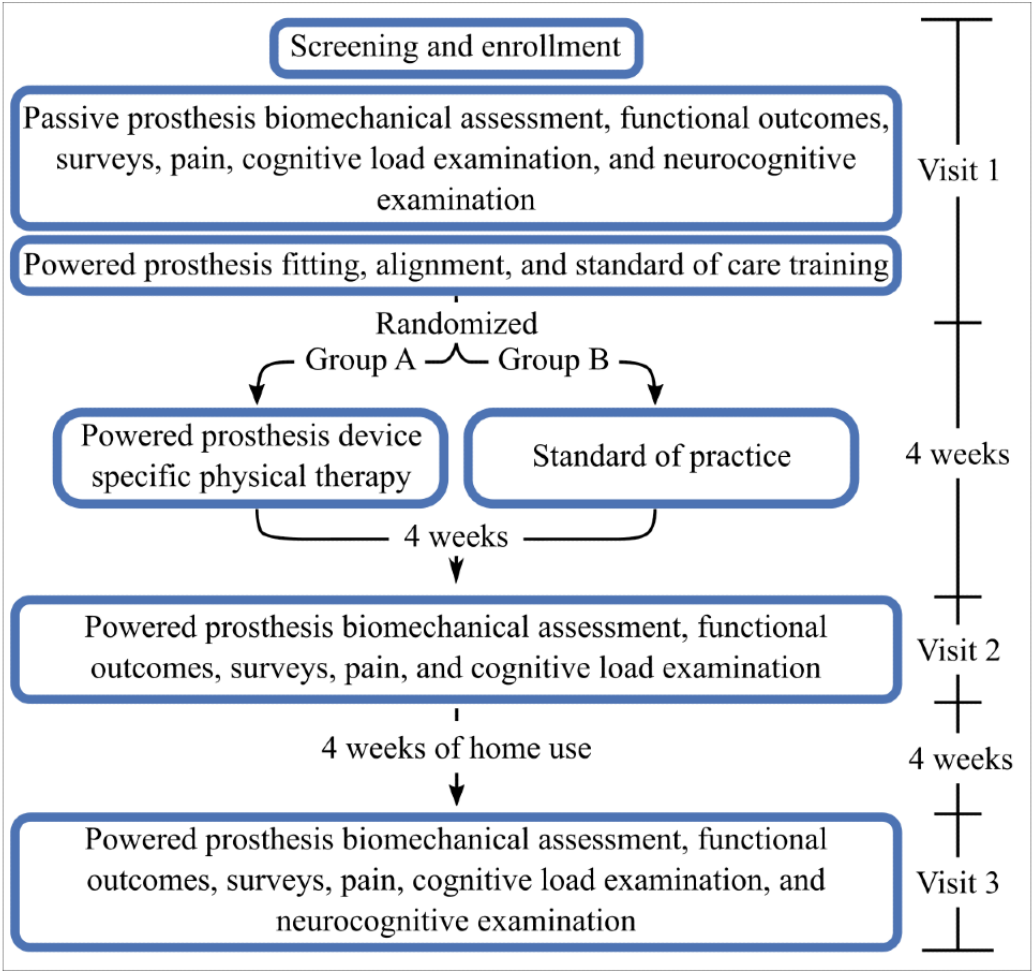 Screening and enrollment
Passive prosthesis biomechanical assessment, functional outcomes,
surveys, pain, cognitive load examination, and neurocognitive
examination
Visit 1
Powered prosthesis fitting, alignment, and standard of care training
Randomized
Group A
Group B
Powered prosthesis device
specific physical therapy
Standard of practice
4 weeks
4 weeks
Powered prosthesis biomechanical assessment, functional
outcomes, surveys, pain, and cognitive load examination
Visit 2
4 weeks of home use
4 weeks
Powered prosthesis biomechanical assessment, functional
outcomes, surveys, pain, cognitive load examination, and
neurocognitive examination
Visit 3